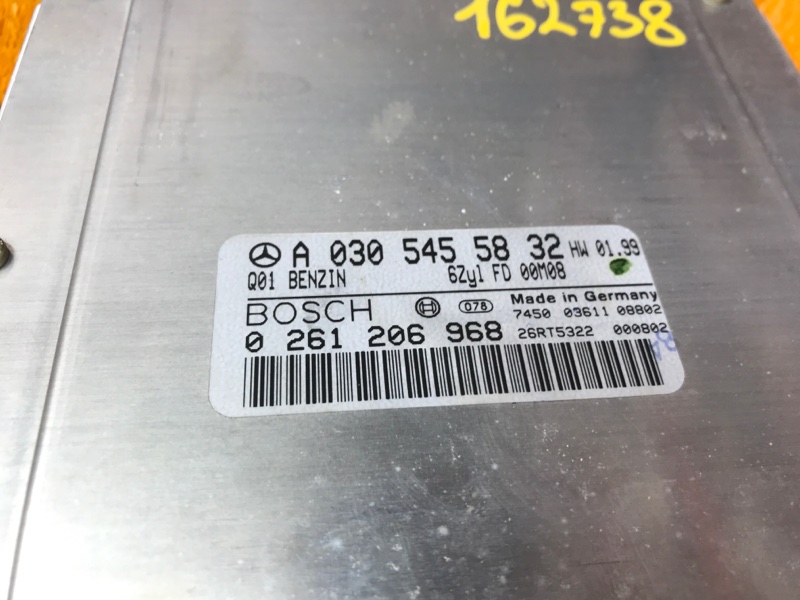 162738
A 030 545 58 32 HW 01.99
Q01 BENZIN 6Zyl FD 00M08
BOSCH 078 Made in Germany
7450 03611 08802
0 261 206 968 26RT5322 000802